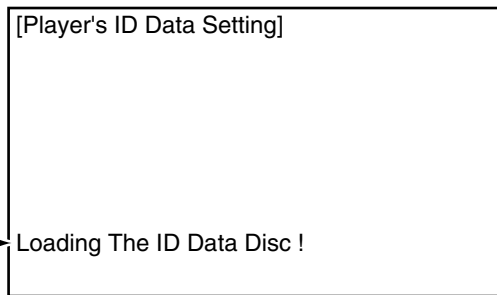 [Player's ID Data Setting]
Loading The ID Data Disc !